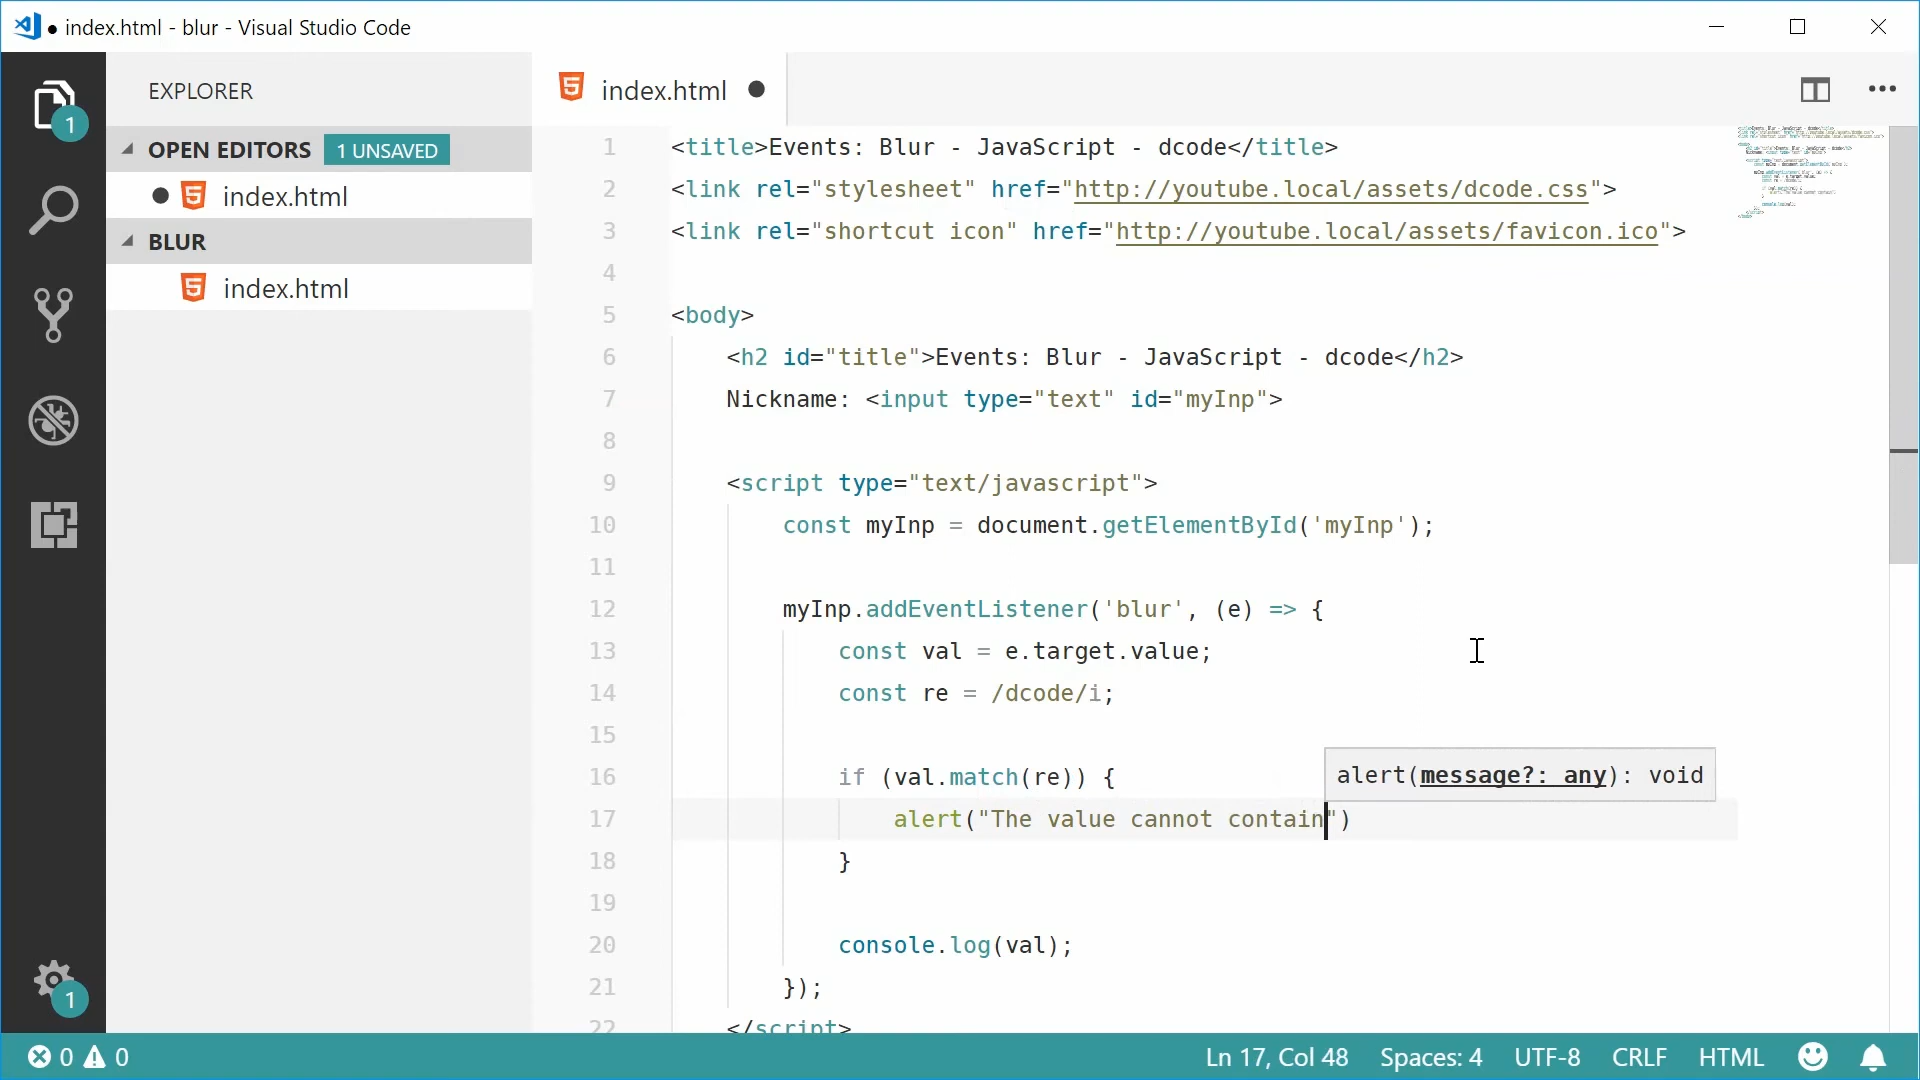 index.html - blur - Visual Studio Code
EXPLORER
OPEN EDITORS 1 UNSAVED
index.html
BLUR
index.html
1
1
index.html
1 <title>Events: Blur - JavaScript - dcode</title>
2 <link rel="stylesheet" href="http://youtube.local/assets/dcode.css">
3 <link rel="shortcut icon" href="http://youtube.local/assets/favicon.ico">
4
5 <body>
6 <h2 id="title">Events: Blur - JavaScript - dcode</h2>
7 Nickname: <input type="text" id="myInp">
8
9 <script type="text/javascript">
10 const myInp = document.getElementById('myInp');
11
12 myInp.addEventListener('blur', (e) => {
13 const val = e.target.value;
14 const re = /dcode/i;
15
16 if (val.match(re)) {
alert(message?: any): void
17 alert("The value cannot contain")
18 }
19
20 console.log(val);
21 });
22 </script>
0 0
Ln 17, Col 48 Spaces: 4 UTF-8 CRLF HTML